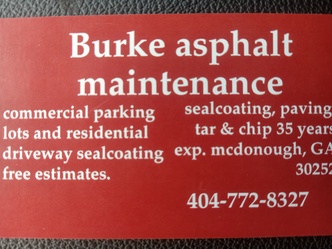 Burke asphalt
maintenance
commercial parking
lots and residential
driveway sealcoating
free estimates.
sealcoating, paving
tar & chip 35 years
exp. mcdonough, GA
30252
404-772-8327